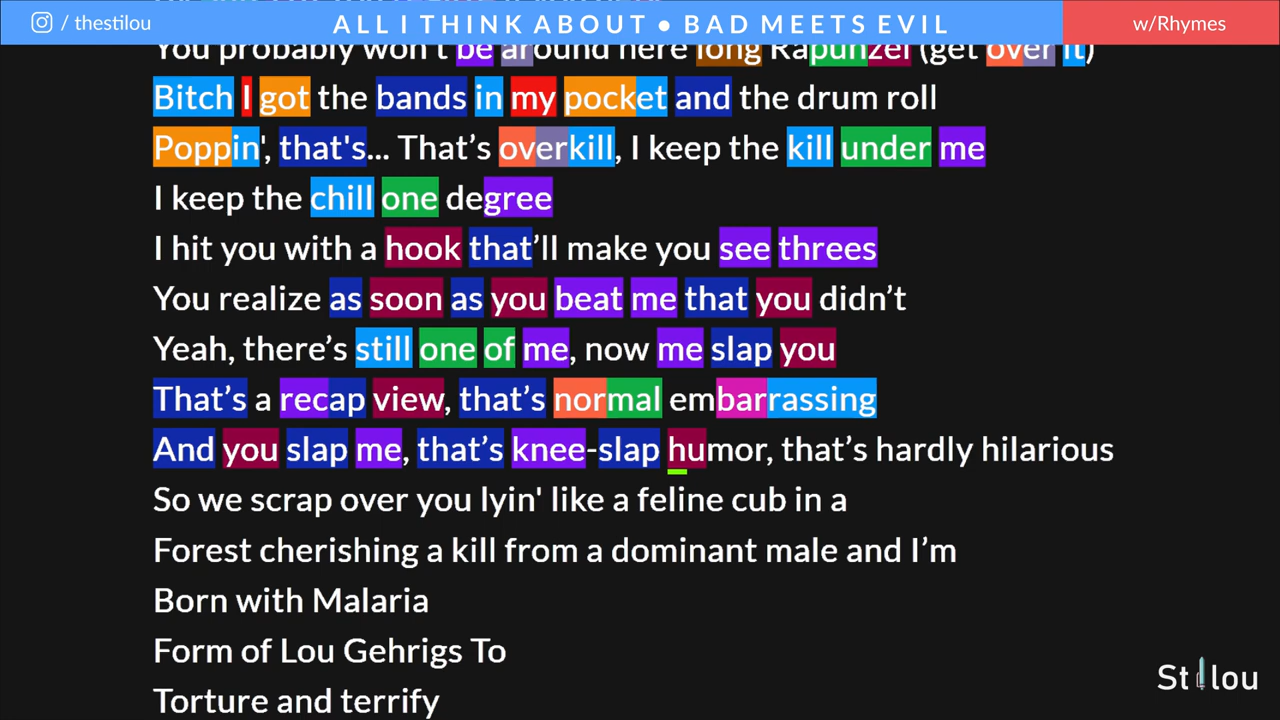 / thestilou
ALL I THINK ABOUT • BAD MEETS EVIL
w/Rhymes
You probably won't be around here long Rapunzel (get over it)
Bitch I got the bands in my pocket and the drum roll
Poppin', that's... That’s overkill, I keep the kill under me
I keep the chill one degree
I hit you with a hook that’ll make you see threes
You realize as soon as you beat me that you didn’t
Yeah, there’s still one of me, now me slap you
That’s a recap view, that’s normal embarrassing
And you slap me, that’s knee-slap humor, that’s hardly hilarious
So we scrap over you lyin' like a feline cub in a
Forest cherishing a kill from a dominant male and I’m
Born with Malaria
Form of Lou Gehrigs To
Torture and terrify
Stilou